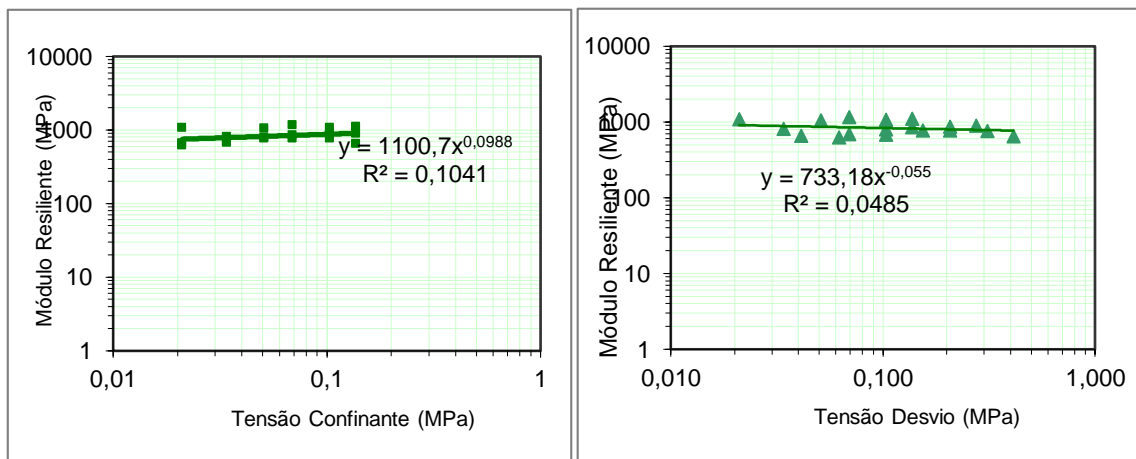 10000
1000
100
10
1
0,01
0,1
1
Módulo Resiliente (MPa)
Tensão Confinante (MPa)
y = 1100,7x^0,0988
R² = 0,1041
10000
1000
100
10
1
0,010
0,100
1,000
Módulo Resiliente (MPa)
Tensão Desvio (MPa)
y = 733,18x^-0,055
R² = 0,0485